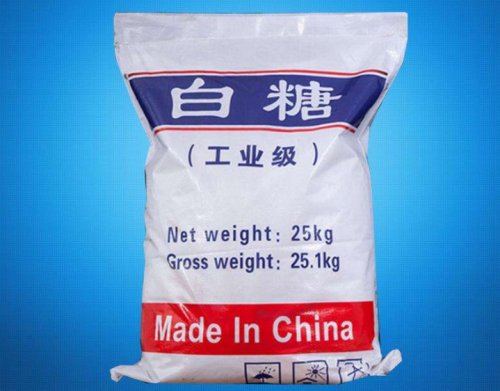 白糖
（工业级）
Net weight: 25kg
Gross weight: 25.1kg
Made In China